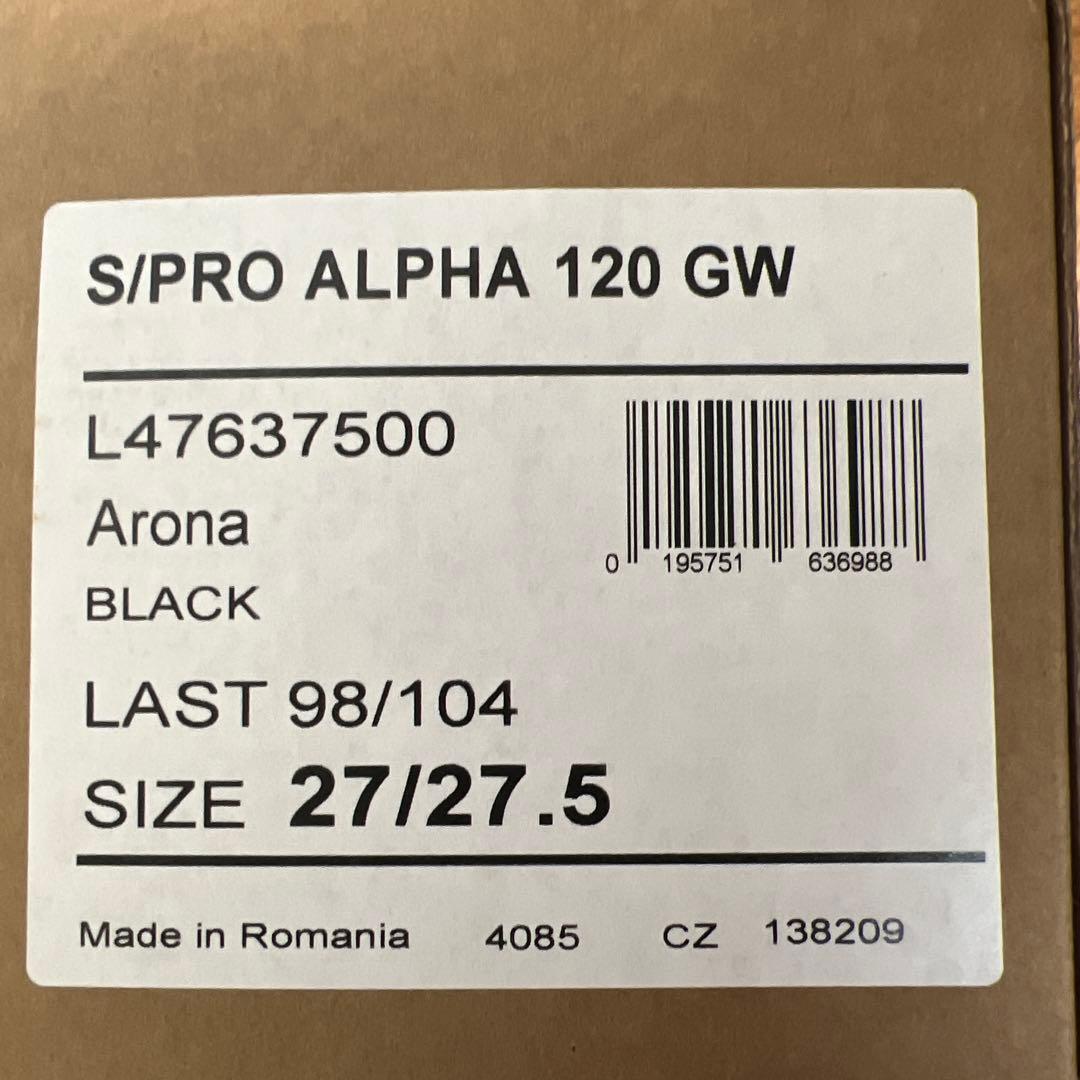 S/PRO ALPHA 120 GW
L47637500
Arona
BLACK
0 195751 636988
LAST 98/104
SIZE 27/27.5
Made in Romania 4085 CZ 138209